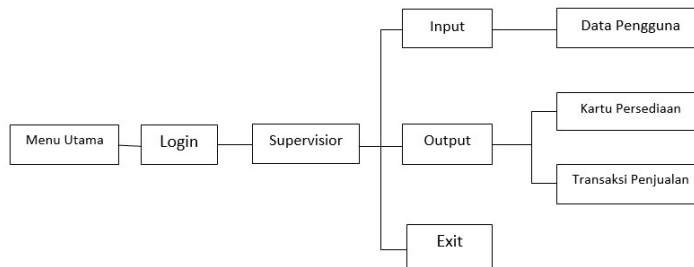 Input
Data Pengguna
Kartu Persediaan
Menu Utama
Login
Supervisior
Output
Transaksi Penjualan
Exit